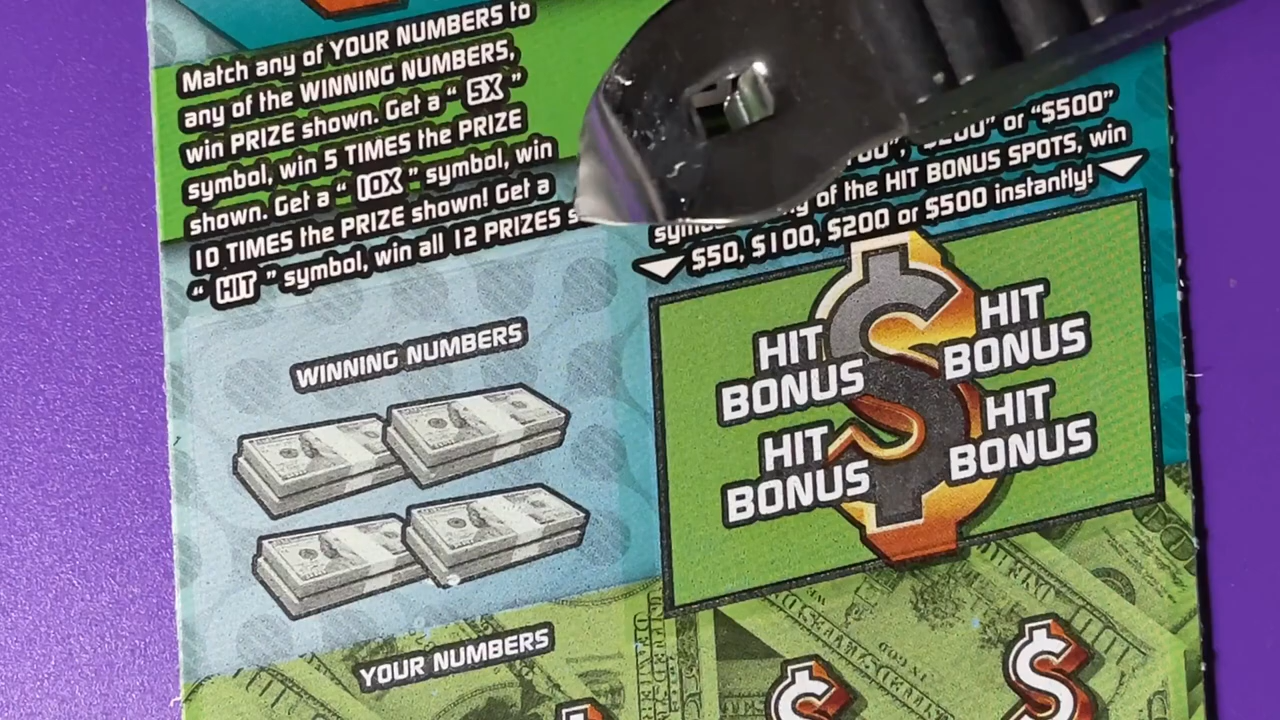 Match any of YOUR NUMBERS to
any of the WINNING NUMBERS,
win PRIZE shown. Get a “ 5X ”
symbol, win 5 TIMES the PRIZE
shown. Get a “ 10X ” symbol, win
10 TIMES the PRIZE shown! Get a
“ HIT ” symbol, win all 12 PRIZES
“$200” or “$500”
of the HIT BONUS SPOTS, win
$50, $100, $200 or $500 instantly!
WINNING NUMBERS
HIT
BONUS
HIT
BONUS
HIT
BONUS
HIT
BONUS
YOUR NUMBERS